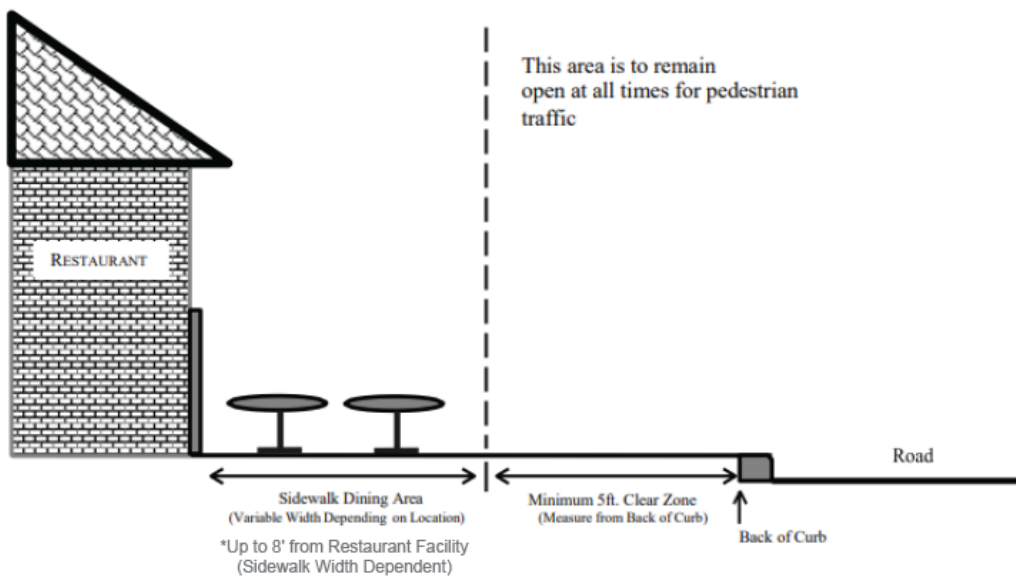 This area is to remain
open at all times for pedestrian
traffic
RESTAURANT
Road
Sidewalk Dining Area
(Variable Width Depending on Location)
*Up to 8' from Restaurant Facility
(Sidewalk Width Dependent)
Minimum 5ft. Clear Zone
(Measure from Back of Curb)
Back of Curb